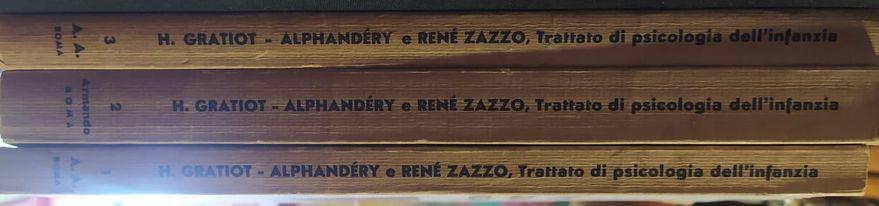 A. A.
ROMA
3
H. GRATIOT - ALPHANDÉRY e RENÉ ZAZZO, Trattato di psicologia dell'infanzia
Armando
ROMA
2
H. GRATIOT - ALPHANDÉRY e RENÉ ZAZZO, Trattato di psicologia dell'infanzia
A. A.
ROMA
1
H. GRATIOT - ALPHANDÉRY e RENÉ ZAZZO, Trattato di psicologia dell'infanzia